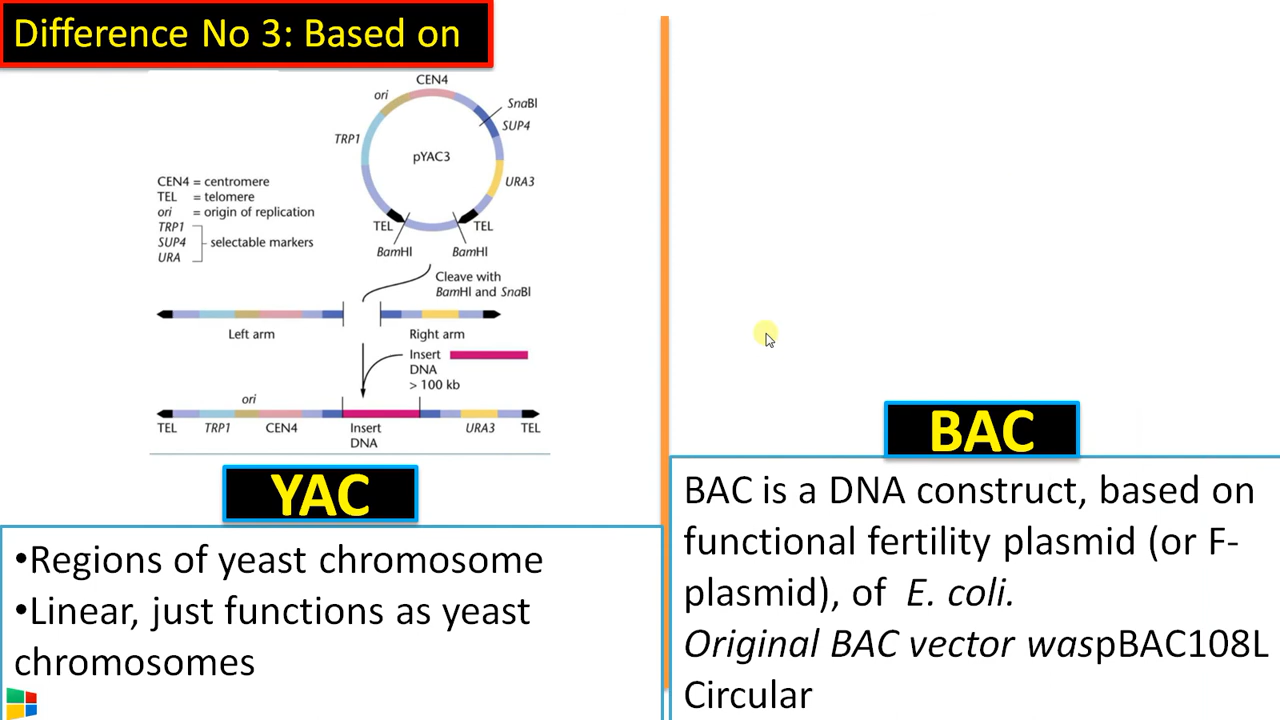 Difference No 3: Based on
CEN4
ori
SnaBI
SUP4
TRP1
pYAC3
URA3
CEN4 = centromere
TEL = telomere
ori = origin of replication
TRP1
SUP4 selectable markers
URA
TEL TEL
BamHI BamHI
Cleave with
BamHI and SnaBI
Left arm Right arm
Insert
DNA
> 100 kb
ori
TEL TRP1 CEN4 Insert URA3 TEL
DNA
YAC
•Regions of yeast chromosome
•Linear, just functions as yeast
chromosomes
BAC
BAC is a DNA construct, based on
functional fertility plasmid (or F-
plasmid), of E. coli.
Original BAC vector waspBAC108L
Circular